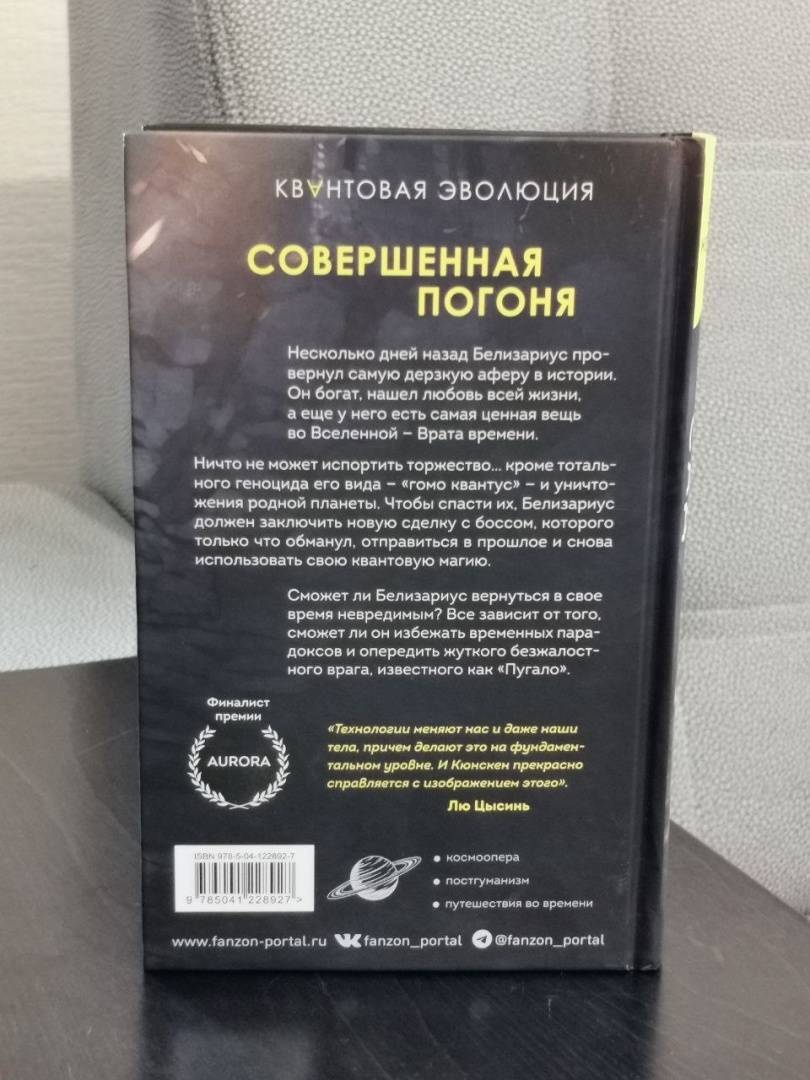 КВАНТОВАЯ ЭВОЛЮЦИЯ
СОВЕРШЕННАЯ
ПОГОНЯ
Несколько дней назад Белизариус про-
вернул самую дерзкую аферу в истории.
Он богат, нашел любовь всей жизни,
а еще у него есть самая ценная вещь
во Вселенной – Врата времени.
Ничто не может испортить торжество... кроме тоталь-
ного геноцида его вида – «гомо квантус» – и уничто-
жения родной планеты. Чтобы спасти их, Белизариус
должен заключить новую сделку с боссом, которого
только что обманул, отправиться в прошлое и снова
использовать свою квантовую магию.
Сможет ли Белизариус вернуться в свое
время невредимым? Все зависит от того,
сможет ли он избежать временных пара-
доксов и опередить жуткого безжалост-
ного врага, известного как «Пугало».
Финалист
премии
AURORA
«Технологии меняют нас и даже наши
тела, причем делают это на фундамен-
тальном уровне. И Кюнскен прекрасно
справляется с изображением этого».
Лю Цысинь
ISBN 978-5-04-122892-7
9 785041 228927 >
• космоопера
• постгуманизм
• путешествия во времени
www.fanzon-portal.ru fanzon_portal @fanzon_portal